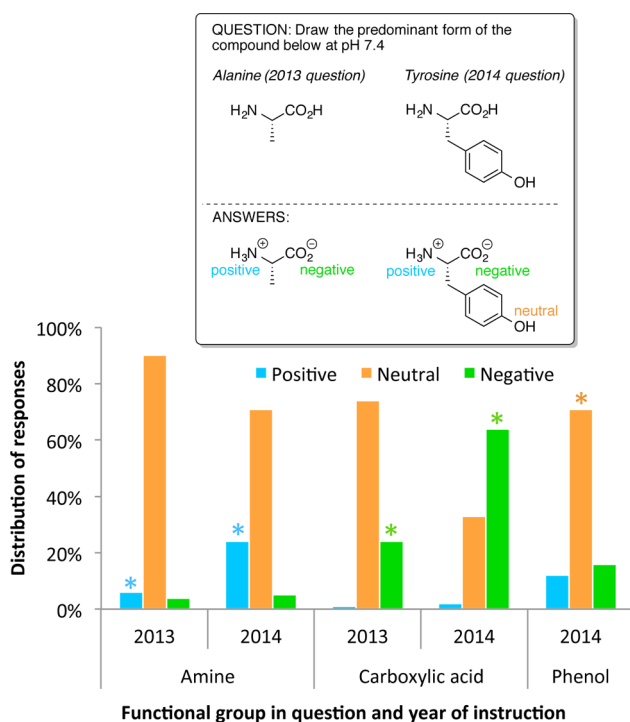 QUESTION: Draw the predominant form of the
compound below at pH 7.4
Alanine (2013 question) Tyrosine (2014 question)
H₂N CO₂H H₂N CO₂H
OH
ANSWERS:
H₃N⊕ CO₂⊖ H₃N⊕ CO₂⊖
positive negative positive negative
neutral
OH
100%
80%
60%
40%
20%
0%
Distribution of responses
Positive Neutral Negative
* * * * *
2013 2014 2013 2014 2014
Amine Carboxylic acid Phenol
Functional group in question and year of instruction